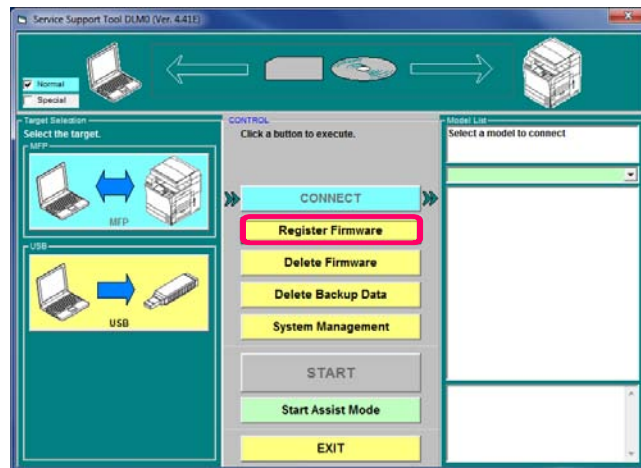 Service Support Tool DLM0 (Ver. 4.41E)
Normal
Special
Target Selection
Select the target.
MFP
MFP
USB
USB
CONTROL
Click a button to execute.
CONNECT
Register Firmware
Delete Firmware
Delete Backup Data
System Management
START
Start Assist Mode
EXIT
Model List
Select a model to connect